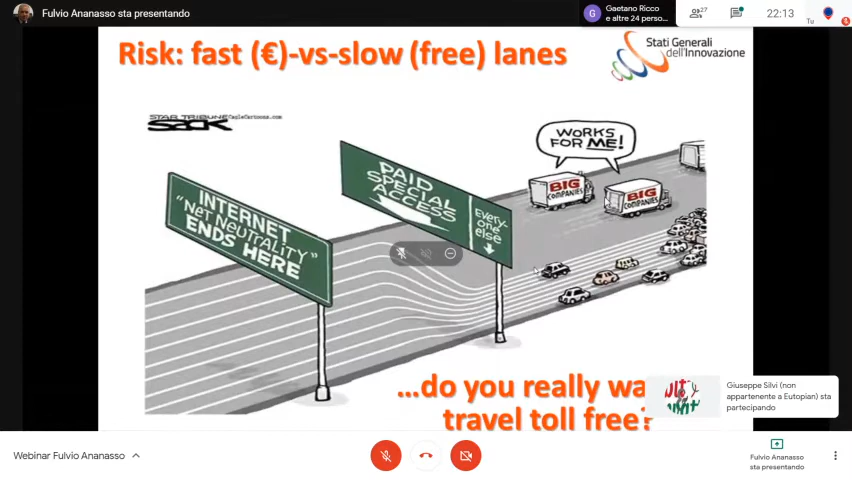 Fulvio Ananasso sta presentando
G
Gaetano Ricco
e altre 24 perso...
27
22:13
Tu
Risk: fast (€)-vs-slow (free) lanes
Stati Generali
dell'Innovazione
STAR TRIBUNE CagleCartoons.com
SACK
INTERNET
"NET NEUTRALITY"
ENDS HERE
PAID
SPECIAL
ACCESS
EVERY-
ONE
ELSE
WORKS
FOR ME!
BIG
COMPANIES
BIG
COMPANIES
...do you really wa
travel toll free?
Giuseppe Silvi (non
appartenente a Eutopian) sta
partecipando
Webinar Fulvio Ananasso
Fulvio Ananasso
sta presentando